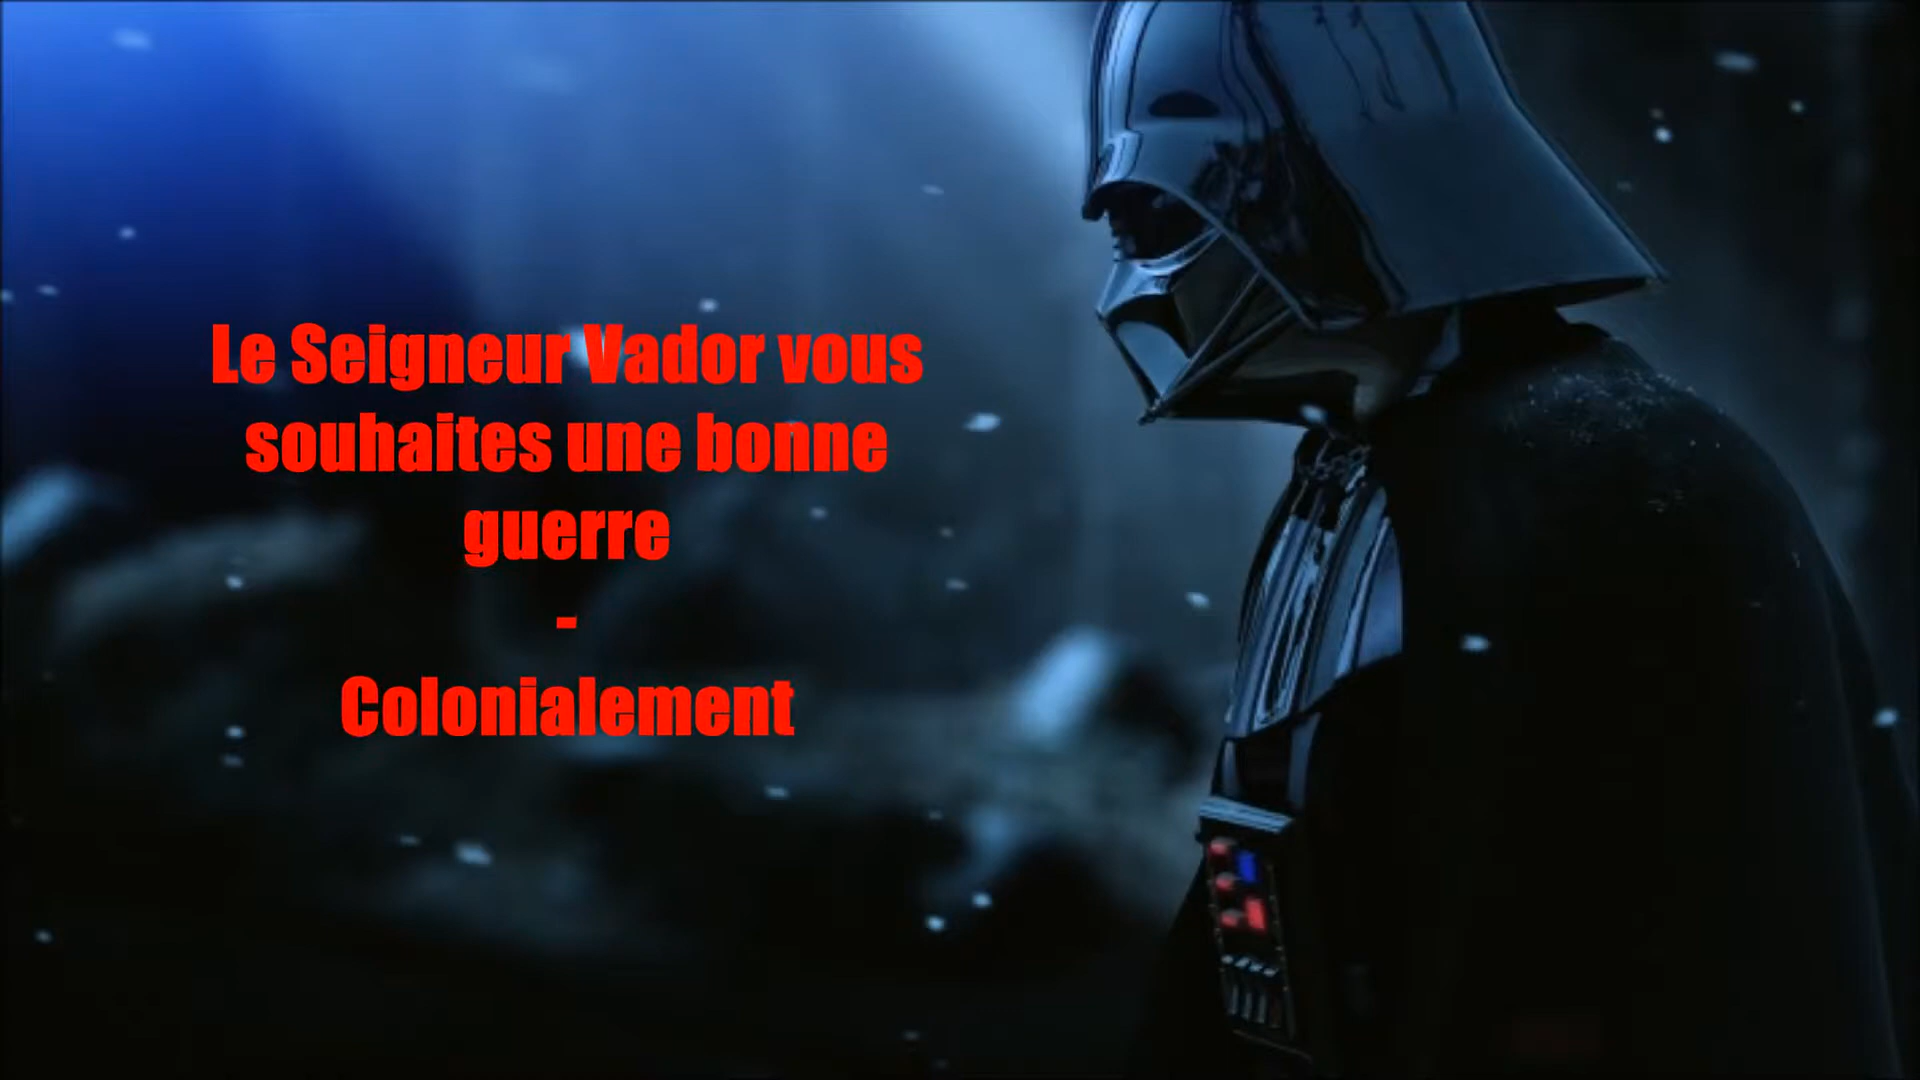 Le Seigneur Vador vous
souhaites une bonne
guerre
-
Colonialement